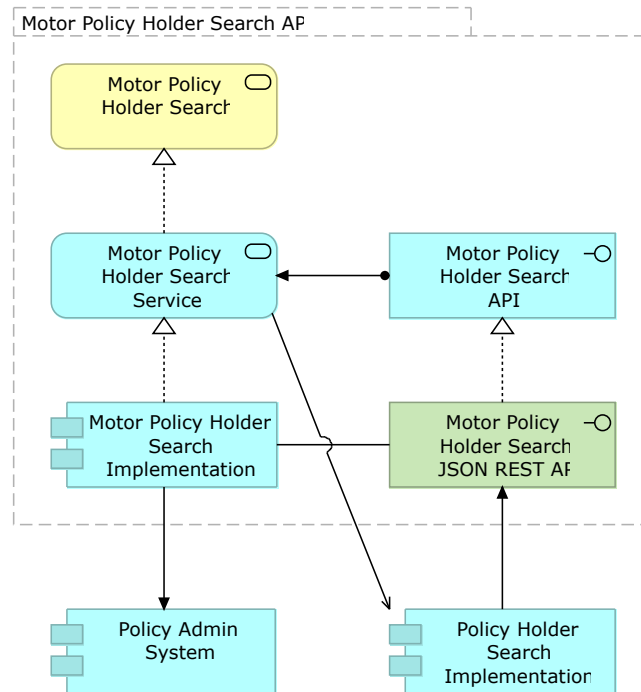 Motor Policy Holder Search AP
Motor Policy
Holder Search
Motor Policy
Holder Search
Service
Motor Policy
Holder Search
API
Motor Policy Holder
Search
Implementation
Motor Policy
Holder Search
JSON REST AP
Policy Admin
System
Policy Holder
Search
Implementation